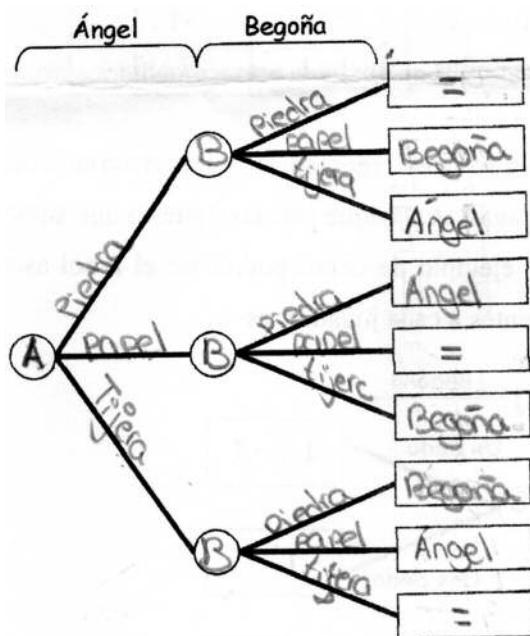 Ángel Begoña
piedra =
B papel Begoña
tijera Ángel
Piedra
piedra Ángel
A papel B papel =
tijera Begoña
Tijera
piedra Begoña
B papel Ángel
tijera =